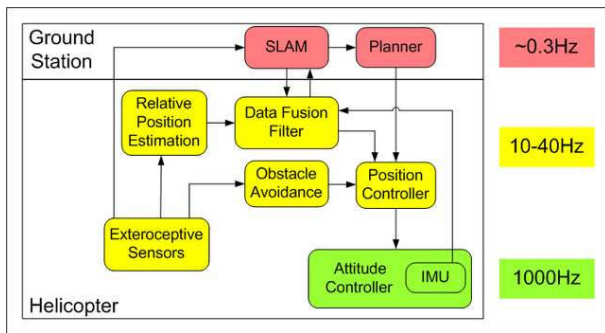 Ground
Station
SLAM
Planner
~0.3Hz
Relative
Position
Estimation
Data Fusion
Filter
10-40Hz
Obstacle
Avoidance
Position
Controller
Exteroceptive
Sensors
Attitude
Controller
IMU
1000Hz
Helicopter